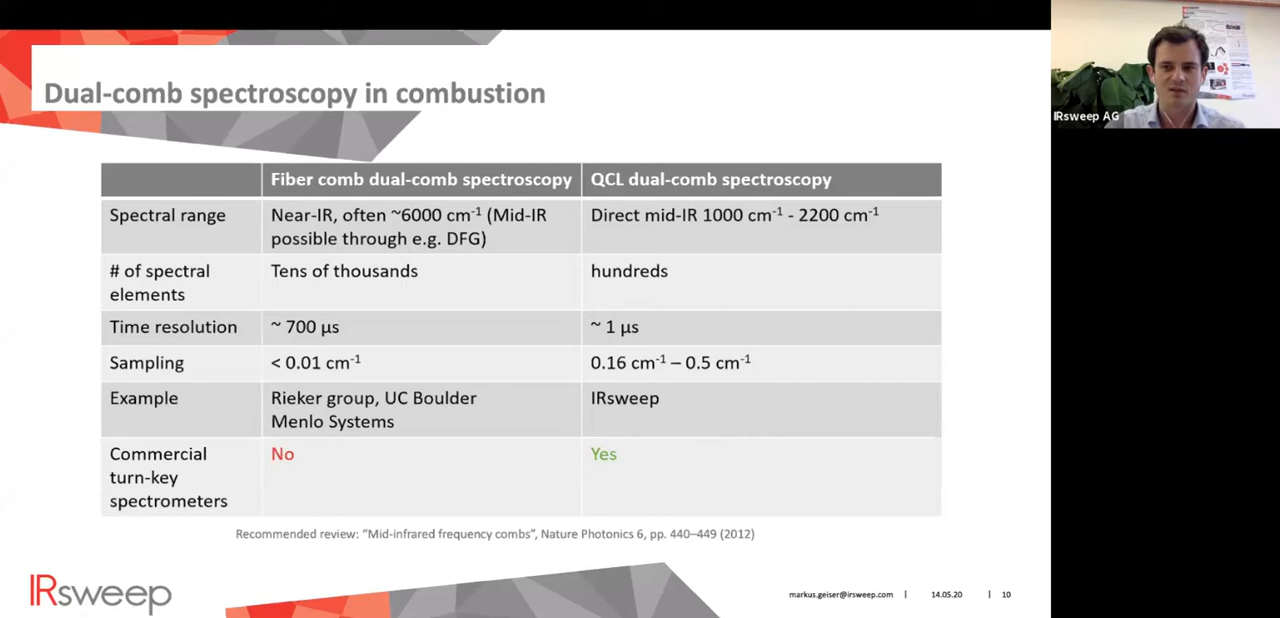 Dual-comb spectroscopy in combustion
Fiber comb dual-comb spectroscopy
QCL dual-comb spectroscopy
Spectral range
Near-IR, often ~6000 cm⁻¹ (Mid-IR
possible through e.g. DFG)
Direct mid-IR 1000 cm⁻¹ - 2200 cm⁻¹
# of spectral
elements
Tens of thousands
hundreds
Time resolution
~ 700 µs
~ 1 µs
Sampling
< 0.01 cm⁻¹
0.16 cm⁻¹ – 0.5 cm⁻¹
Example
Rieker group, UC Boulder
Menlo Systems
IRsweep
Commercial
turn-key
spectrometers
No
Yes
Recommended review: “Mid-infrared frequency combs”, Nature Photonics 6, pp. 440–449 (2012)
IRsweep
markus.geiser@irsweep.com | 14.05.20 | 10
IRsweep AG